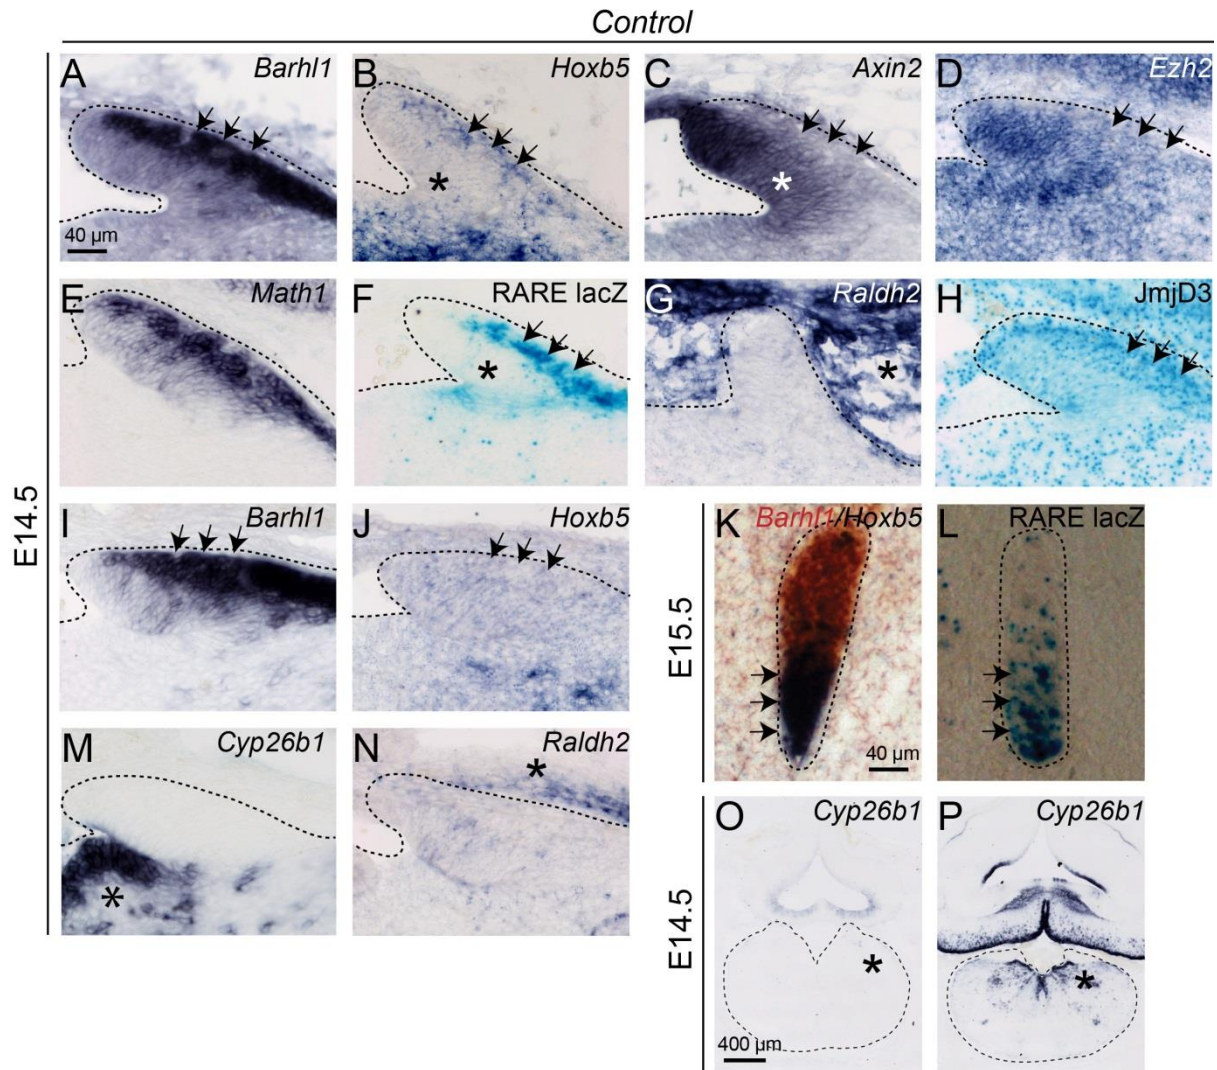 Control
A Barhl1
B Hoxb5
C Axin2
D Ezh2
40 µm
E Math1
F RARE lacZ
G Raldh2
H JmjD3
E14.5
I Barhl1
J Hoxb5
K Barhl1/Hoxb5
L RARE lacZ
E15.5
40 µm
M Cyp26b1
N Raldh2
O Cyp26b1
P Cyp26b1
E14.5
400 µm